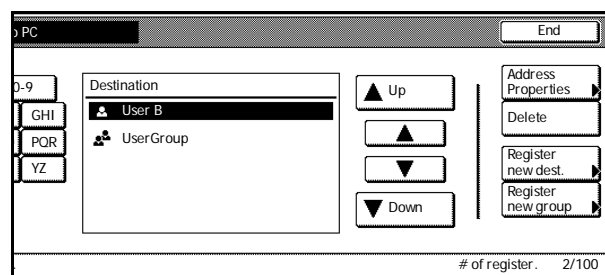 o PC
End
0-9
GHI
PQR
YZ
Destination
User B
UserGroup
Up
Down
Address
Properties
Delete
Register
new dest.
Register
new group
# of register. 2/100